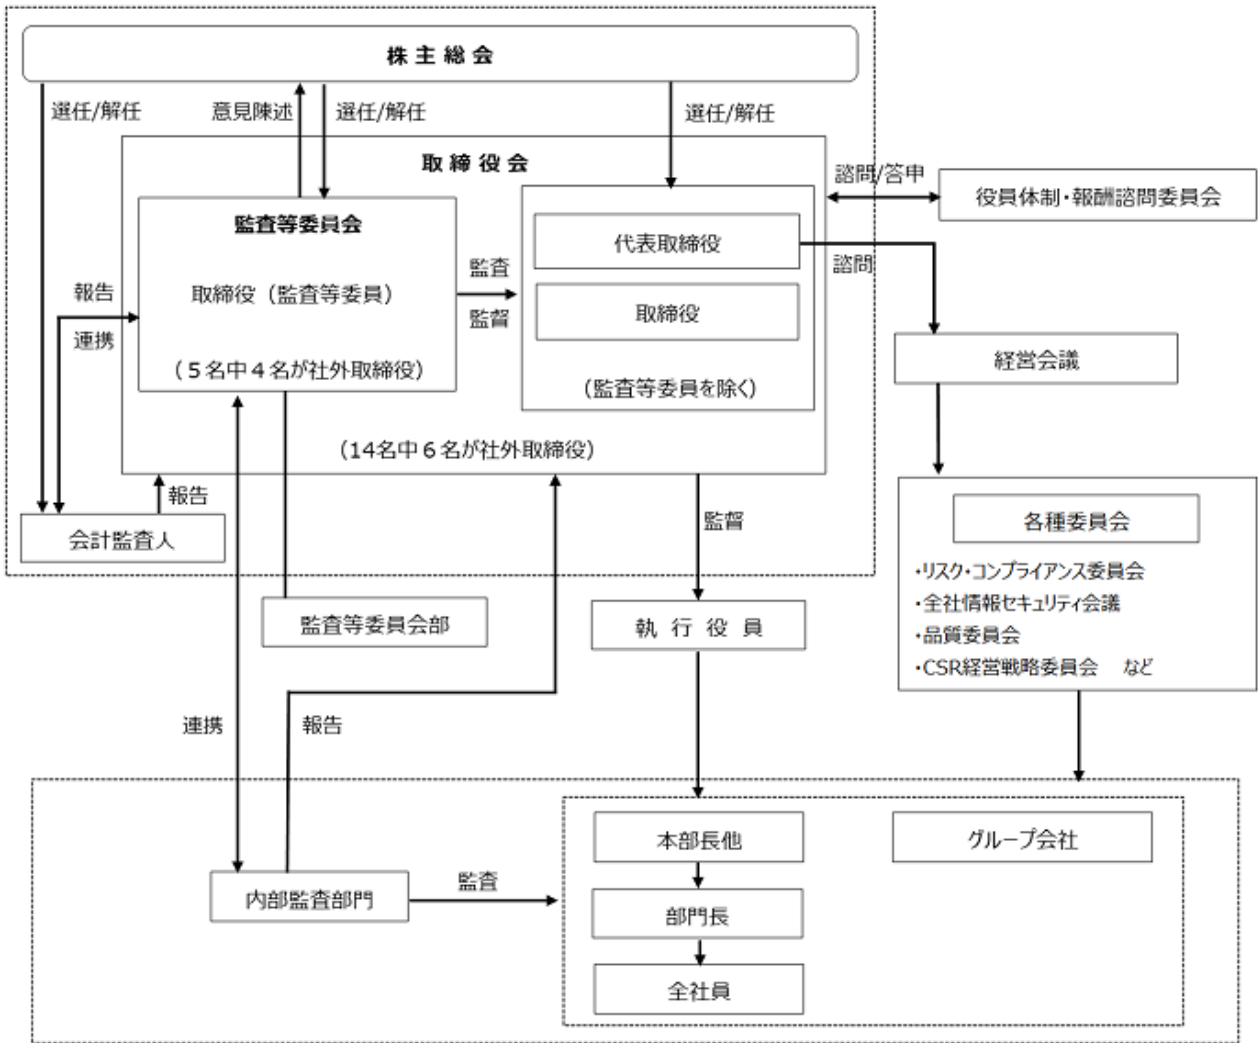 株主総会
選任/解任
意見陳述
選任/解任
選任/解任
取締役会
諮問/答申
役員体制・報酬諮問委員会
監査等委員会
代表取締役
諮問
取締役（監査等委員）
監査
監督
取締役
報告
連携
経営会議
（５名中４名が社外取締役）
（監査等委員を除く）
（14名中６名が社外取締役）
報告
監督
会計監査人
各種委員会
・リスク・コンプライアンス委員会
・全社情報セキュリティ会議
・品質委員会
・CSR経営戦略委員会　など
監査等委員会部
執行役員
連携
報告
本部長他
グループ会社
内部監査部門
監査
部門長
全社員